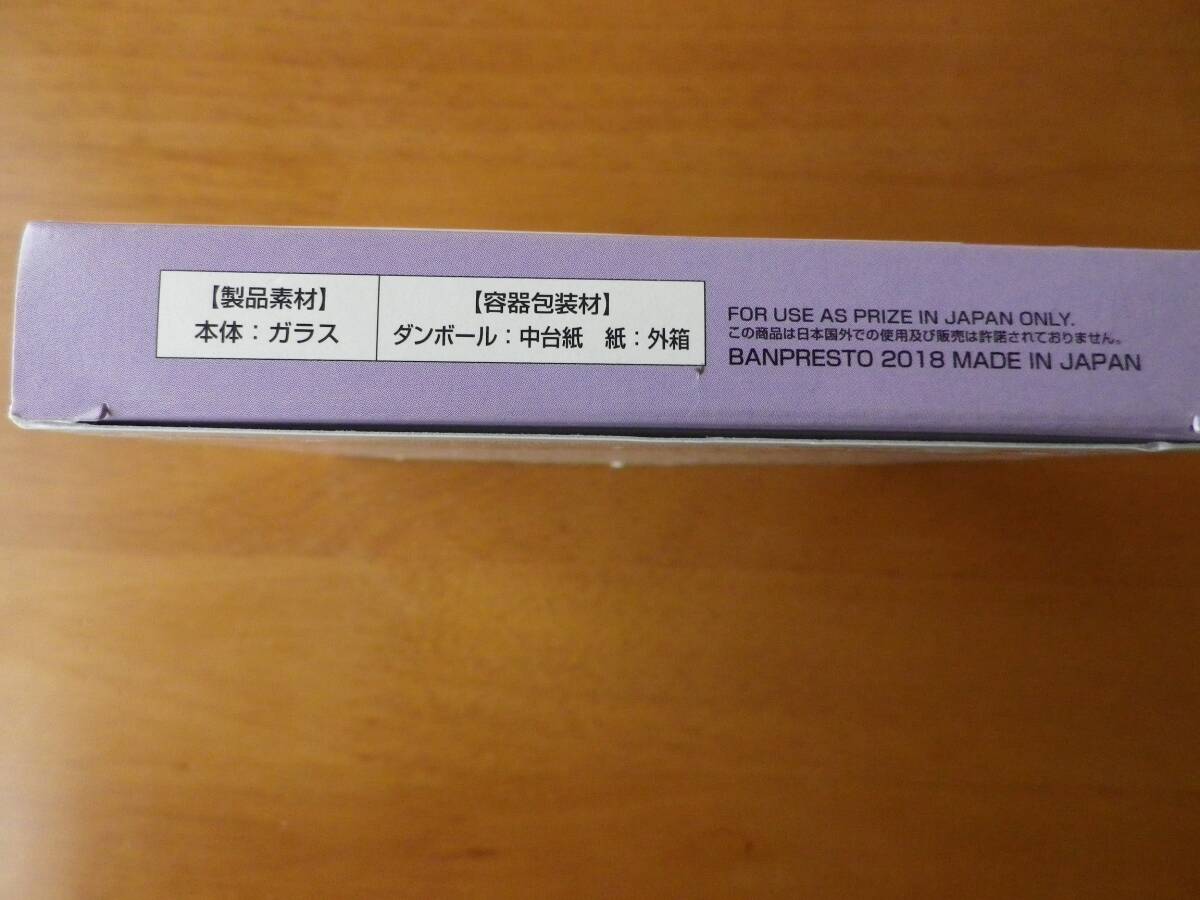 【製品素材】
本体：ガラス
【容器包装材】
ダンボール：中台紙　紙：外箱
FOR USE AS PRIZE IN JAPAN ONLY.
この商品は日本国外での使用及び販売は許諾されておりません。
BANPRESTO 2018 MADE IN JAPAN